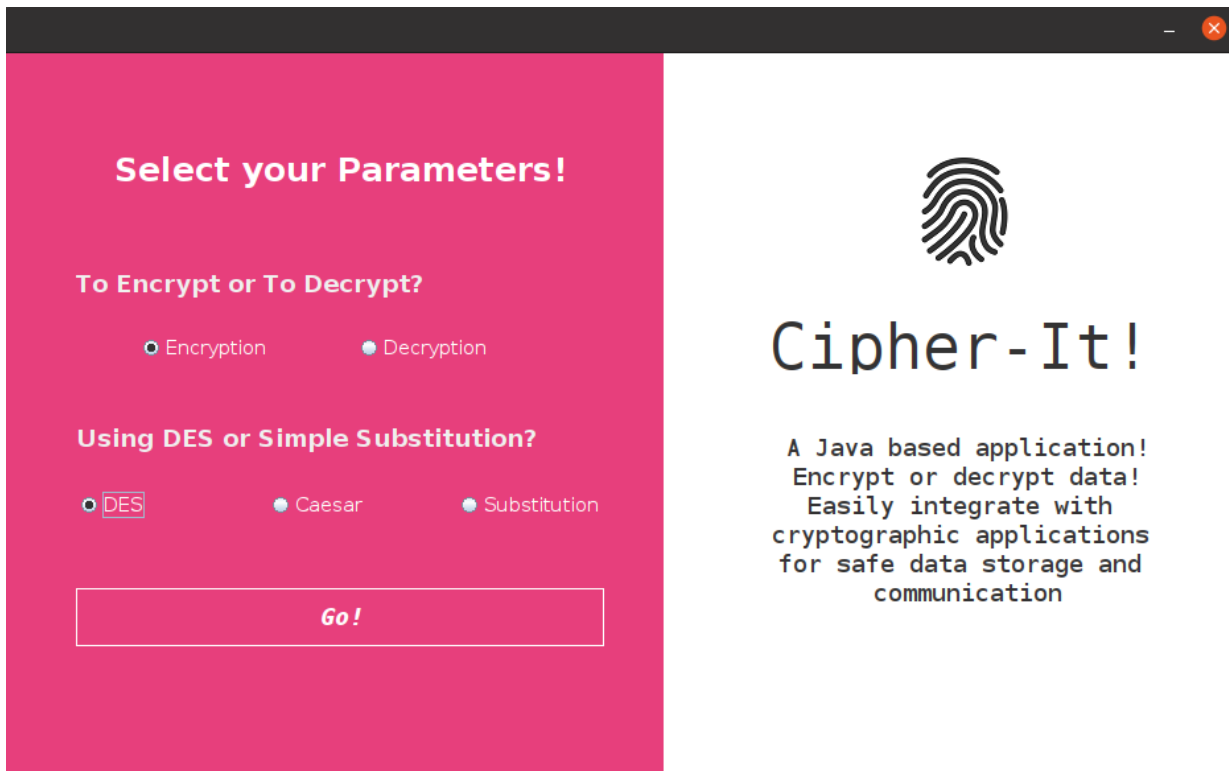 Select your Parameters!
To Encrypt or To Decrypt?
Encryption Decryption
Using DES or Simple Substitution?
DES Caesar Substitution
Go!
Cipher-It!
A Java based application!
Encrypt or decrypt data!
Easily integrate with
cryptographic applications
for safe data storage and
communication